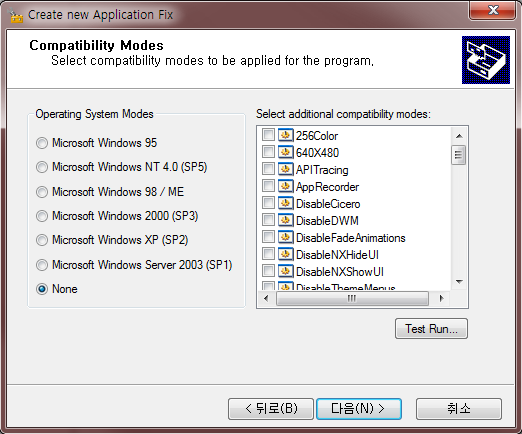 Create new Application Fix
Compatibility Modes
Select compatibility modes to be applied for the program.
Operating System Modes
Microsoft Windows 95
Microsoft Windows NT 4.0 (SP5)
Microsoft Windows 98 / ME
Microsoft Windows 2000 (SP3)
Microsoft Windows XP (SP2)
Microsoft Windows Server 2003 (SP1)
None
Select additional compatibility modes:
256Color
640X480
APITracing
AppRecorder
DisableCicero
DisableDWM
DisableFadeAnimations
DisableNXHideUI
DisableNXShowUI
DisableThemeMenus
Test Run...
< 뒤로(B)
다음(N) >
취소